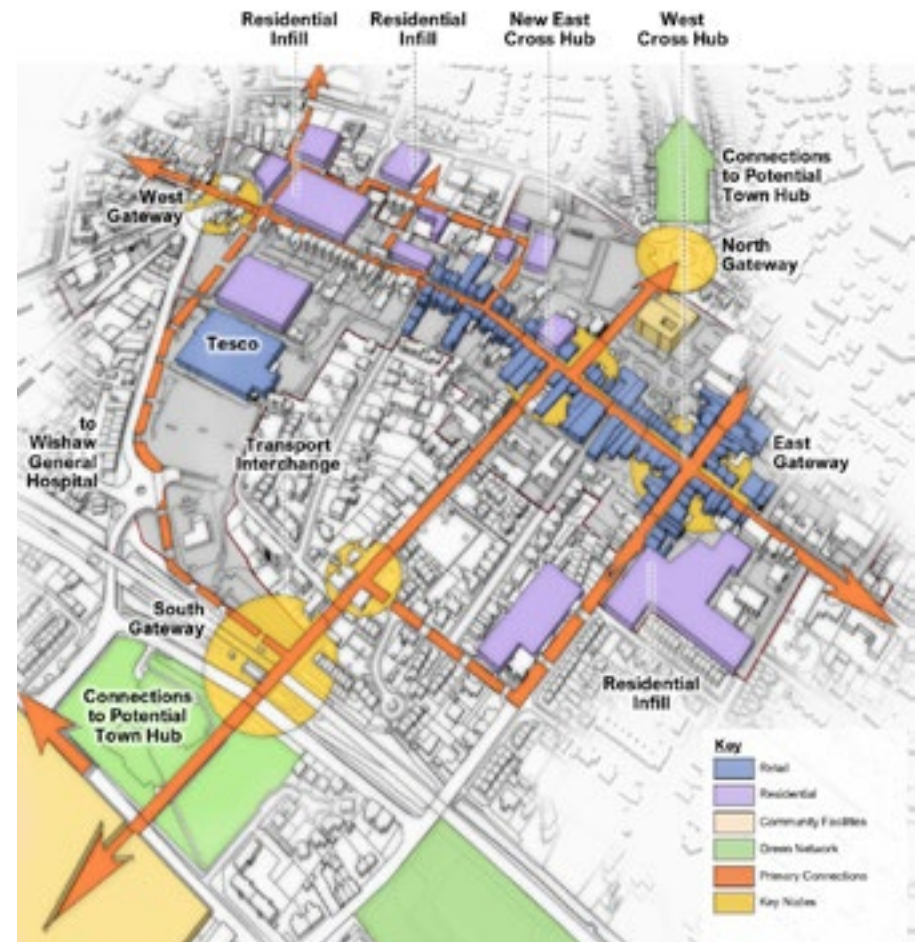 Residential
Infill
Residential
Infill
New East
Cross Hub
West
Cross Hub
Connections
to Potential
Town Hub
West
Gateway
North
Gateway
Tesco
to
Wishaw
General
Hospital
Transport
Interchange
East
Gateway
South
Gateway
Connections
to Potential
Town Hub
Residential
Infill
Key
Retail
Residential
Community Facilities
Green Network
Primary Connections
Key Nodes